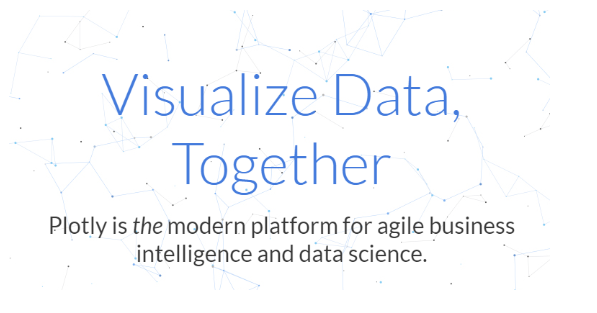 Visualize Data,
Together
Plotly is the modern platform for agile business
intelligence and data science.